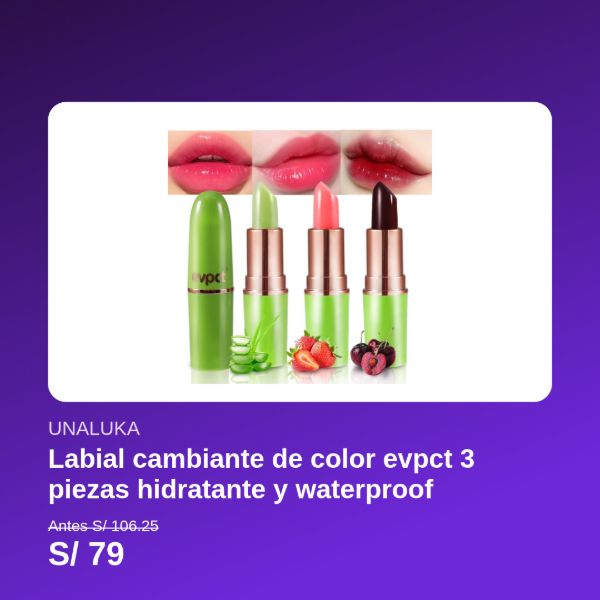 evpct
UNALUKA
Labial cambiante de color evpct 3
piezas hidratante y waterproof
Antes S/ 106.25
S/ 79